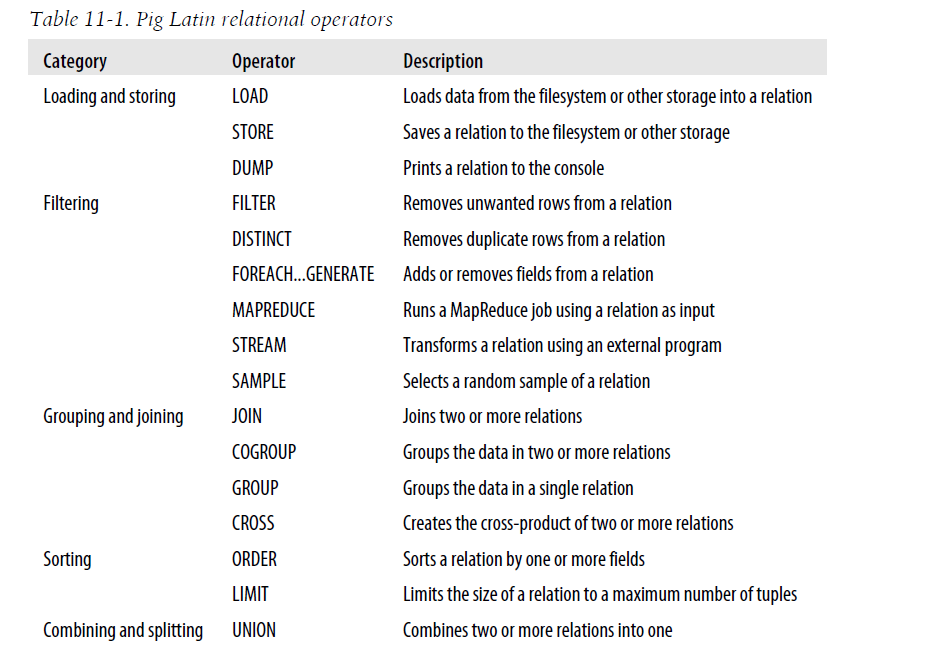 Table 11-1. Pig Latin relational operators
Category Operator Description
Loading and storing LOAD Loads data from the filesystem or other storage into a relation
STORE Saves a relation to the filesystem or other storage
DUMP Prints a relation to the console
Filtering FILTER Removes unwanted rows from a relation
DISTINCT Removes duplicate rows from a relation
FOREACH...GENERATE Adds or removes fields from a relation
MAPREDUCE Runs a MapReduce job using a relation as input
STREAM Transforms a relation using an external program
SAMPLE Selects a random sample of a relation
Grouping and joining JOIN Joins two or more relations
COGROUP Groups the data in two or more relations
GROUP Groups the data in a single relation
CROSS Creates the cross-product of two or more relations
Sorting ORDER Sorts a relation by one or more fields
LIMIT Limits the size of a relation to a maximum number of tuples
Combining and splitting UNION Combines two or more relations into one